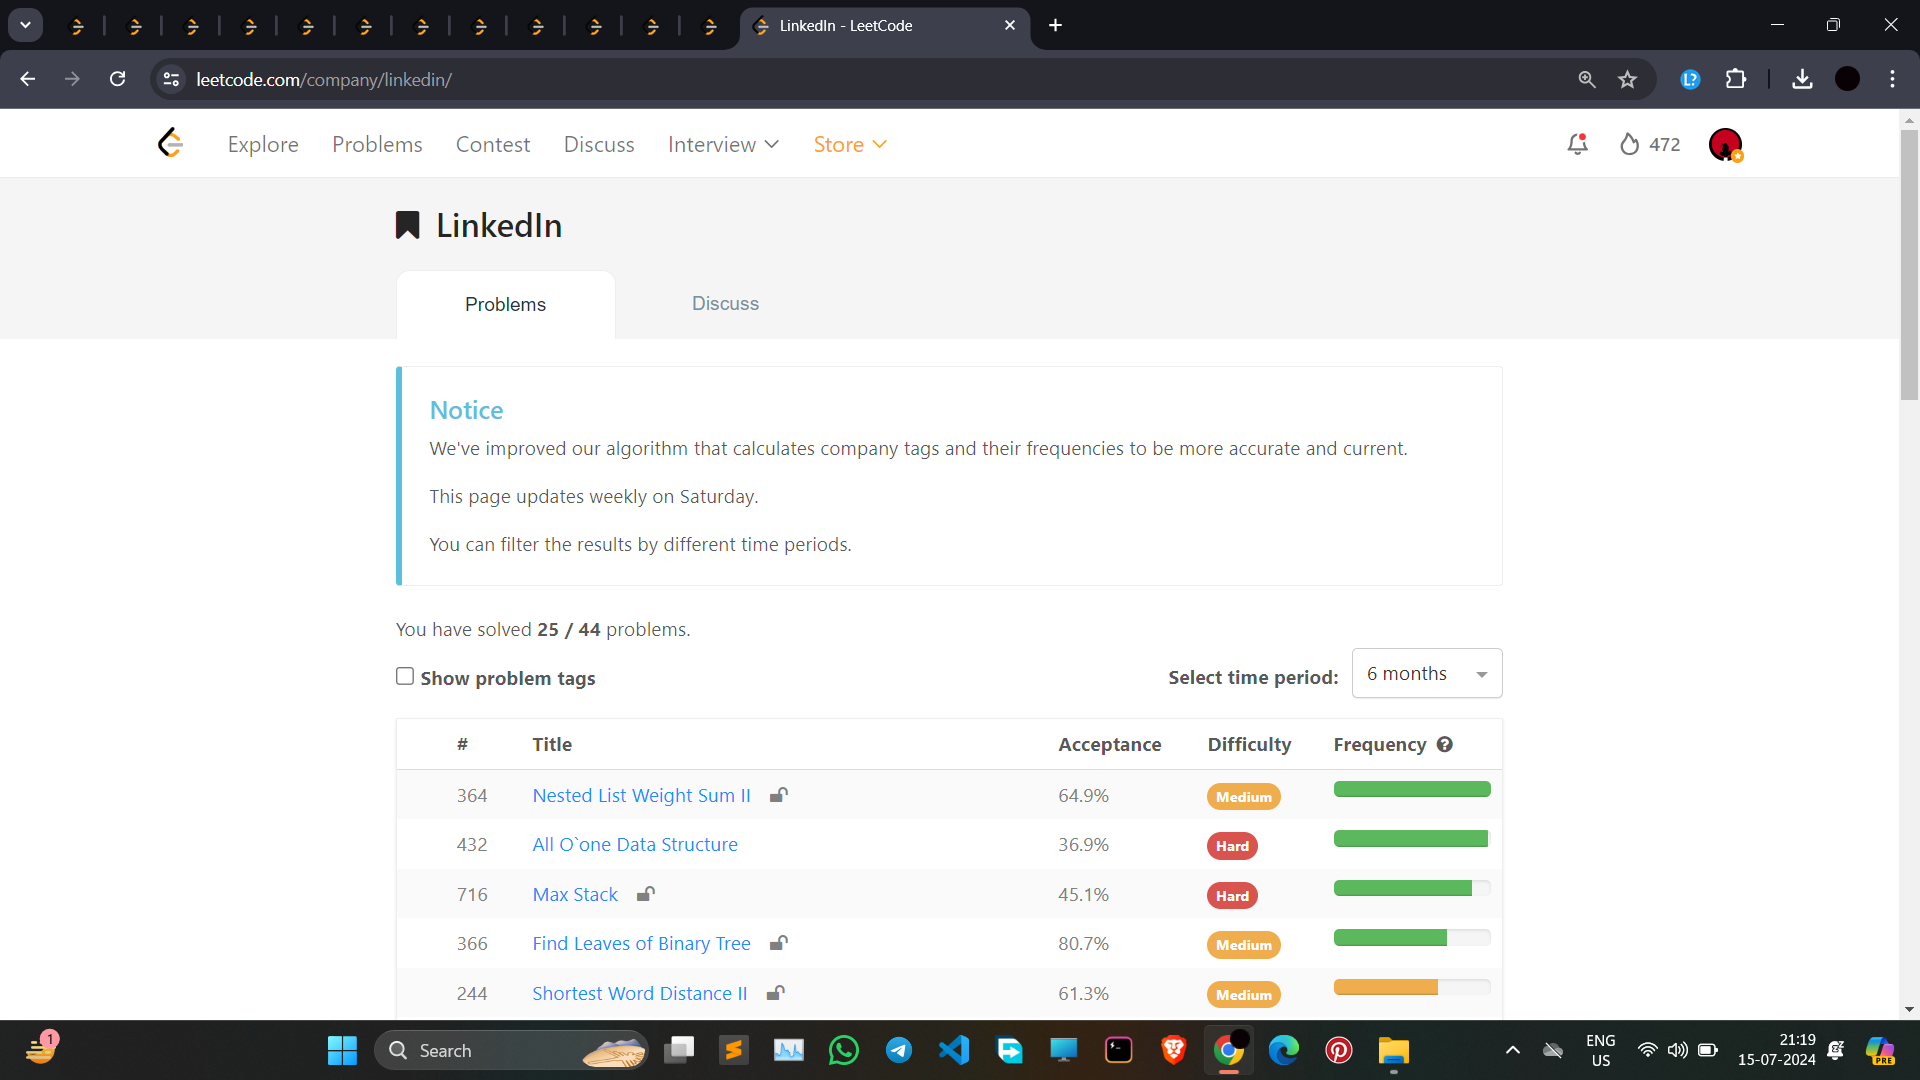 LinkedIn - LeetCode
leetcode.com/company/linkedin/
L?
Explore Problems Contest Discuss Interview Store 472
LinkedIn
Problems Discuss
Notice
We've improved our algorithm that calculates company tags and their frequencies to be more accurate and current.
This page updates weekly on Saturday.
You can filter the results by different time periods.
You have solved 25 / 44 problems.
Show problem tags Select time period: 6 months
# Title Acceptance Difficulty Frequency ?
364 Nested List Weight Sum II 64.9% Medium
432 All O`one Data Structure 36.9% Hard
716 Max Stack 45.1% Hard
366 Find Leaves of Binary Tree 80.7% Medium
244 Shortest Word Distance II 61.3% Medium
1 Search ENG 21:19
US 15-07-2024 PRE